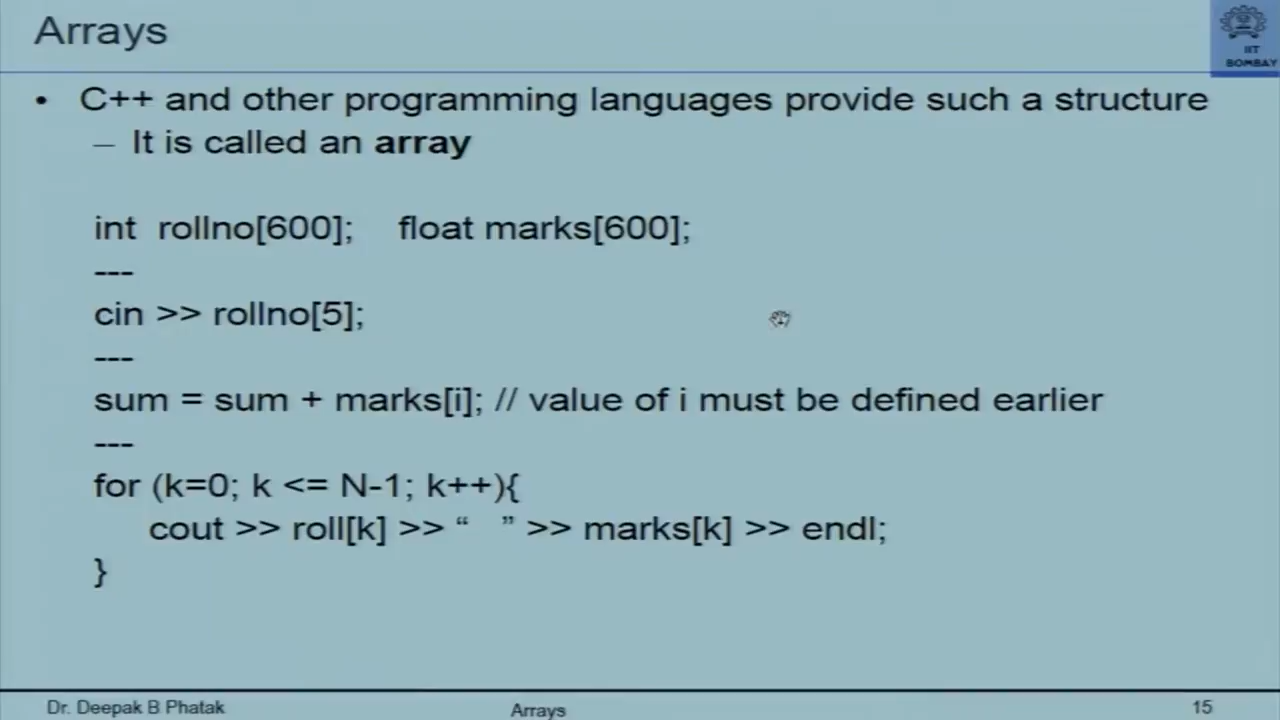 Arrays
IIT
BOMBAY
• C++ and other programming languages provide such a structure
– It is called an array
int rollno[600]; float marks[600];
---
cin >> rollno[5];
---
sum = sum + marks[i]; // value of i must be defined earlier
---
for (k=0; k <= N-1; k++){
cout >> roll[k] >> “ ” >> marks[k] >> endl;
}
Dr. Deepak B Phatak
Arrays
15